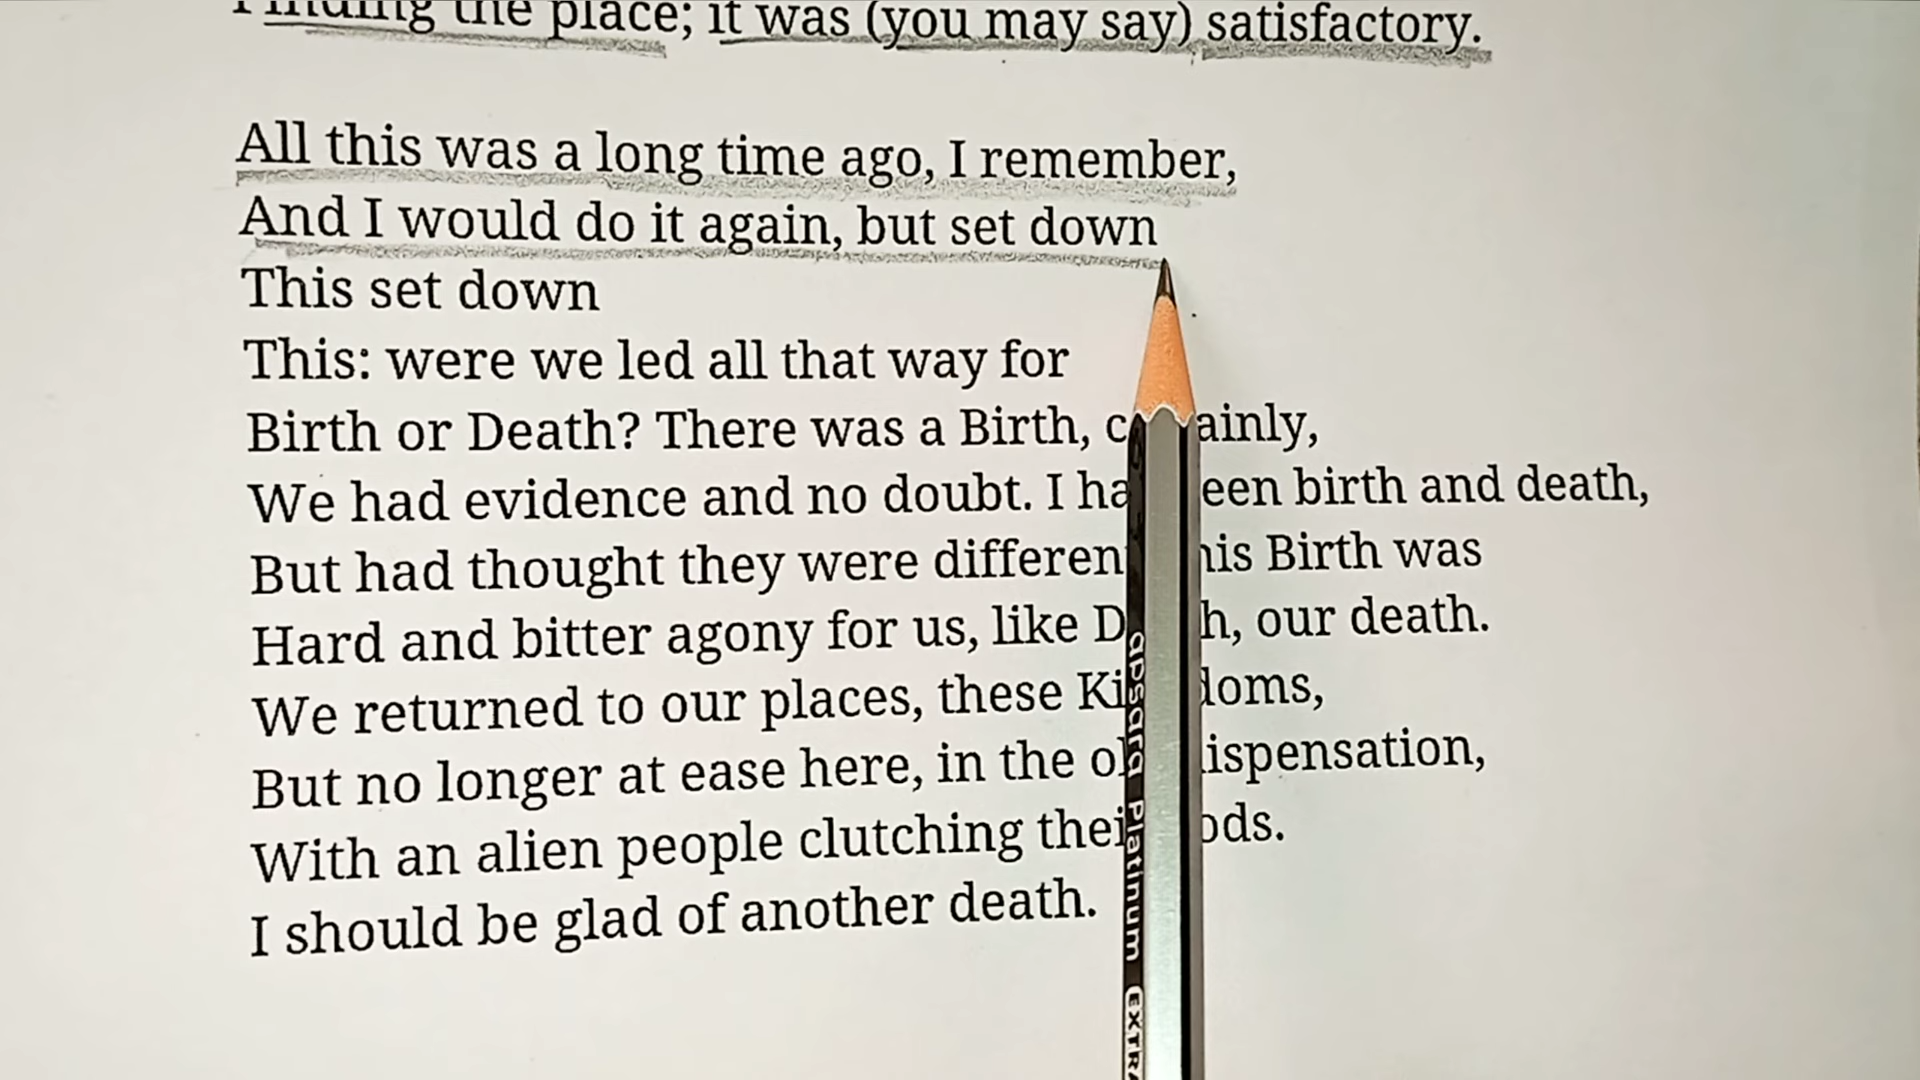 Finding the place; it was (you may say) satisfactory.
All this was a long time ago, I remember,
And I would do it again, but set down
This set down
This: were we led all that way for
Birth or Death? There was a Birth, ainly,
We had evidence and no doubt. I een birth and death,
But had thought they were differen his Birth was
Hard and bitter agony for us, like h, our death.
We returned to our places, these
But no longer at ease here, in the ispensation,
With an alien people clutching
I should be glad of another death.
apsara Platinum EXTRA